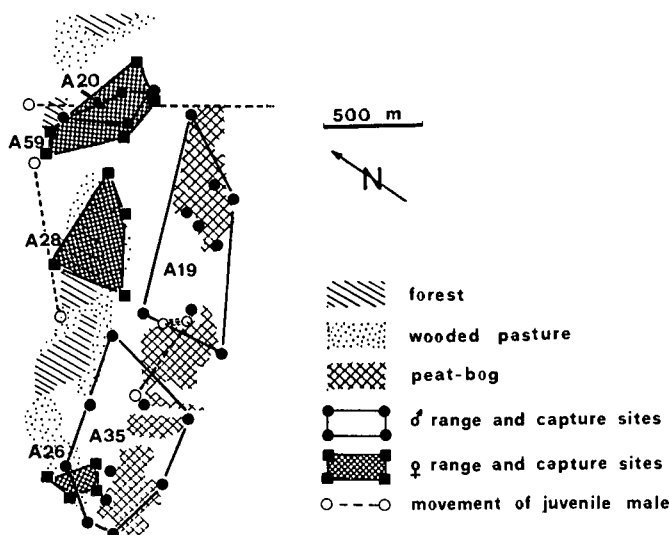 A20
A59
A28
A19
A26
A35
500 m
N
forest
wooded pasture
peat-bog
♂ range and capture sites
♀ range and capture sites
movement of juvenile male